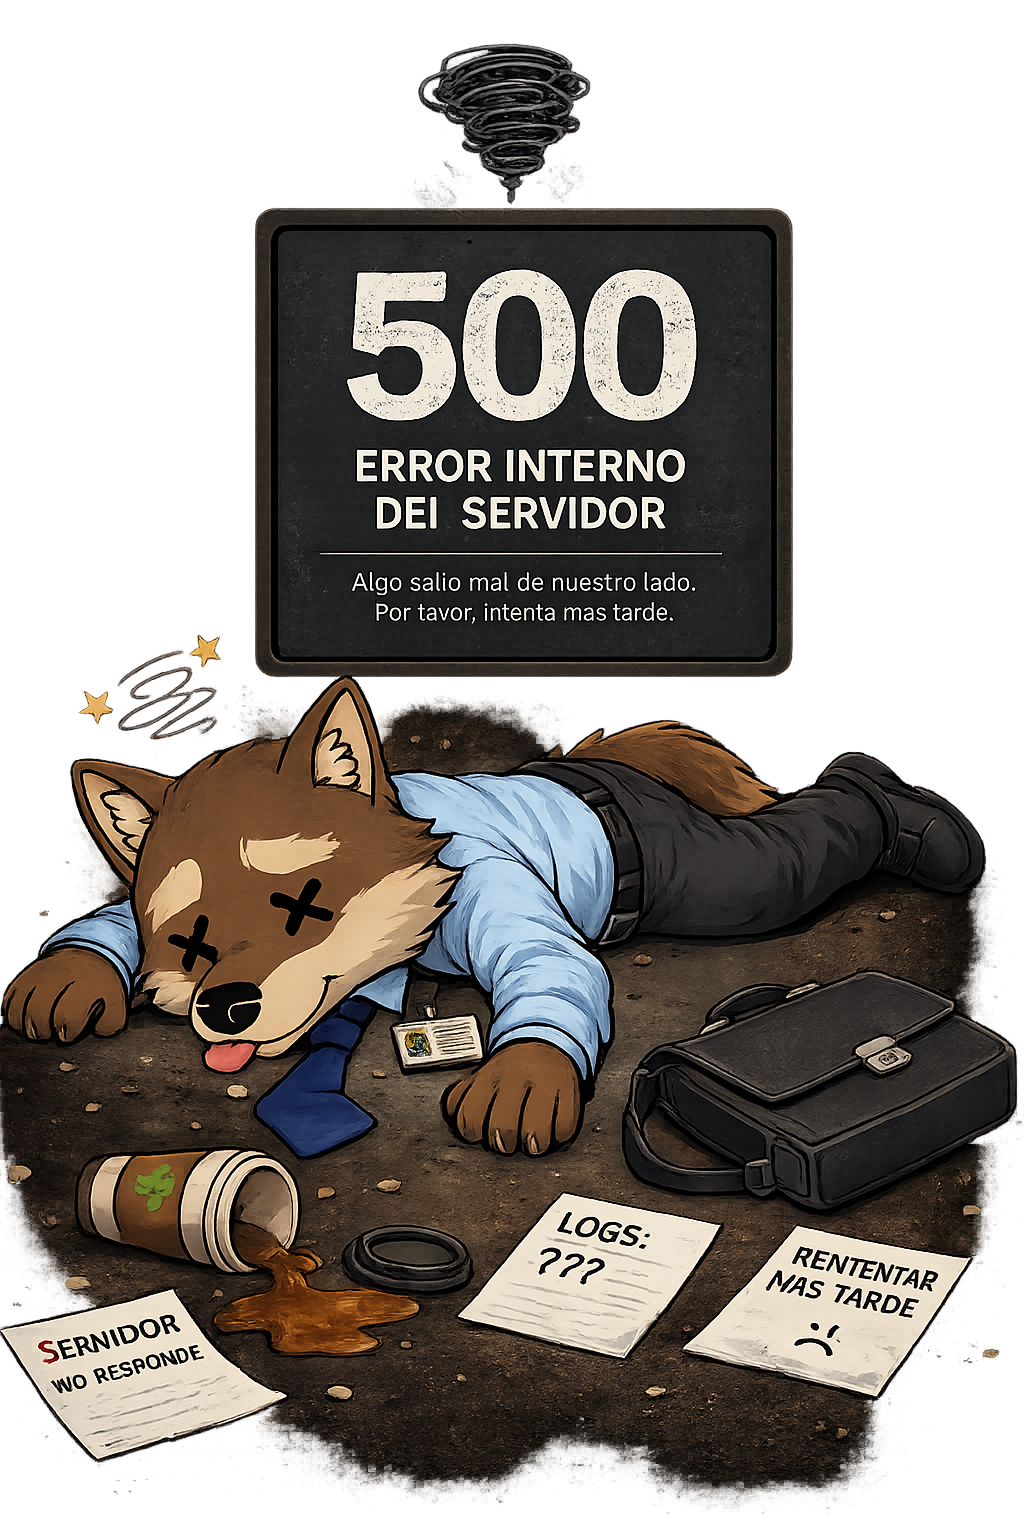 500
ERROR INTERNO
DEI SERVIDOR
Algo salio mal de nuestro lado.
Por tavor, intenta mas tarde.
LOGS:
???
RENTENTAR
MAS TARDE
SERNIDOR
WO RESPONDE